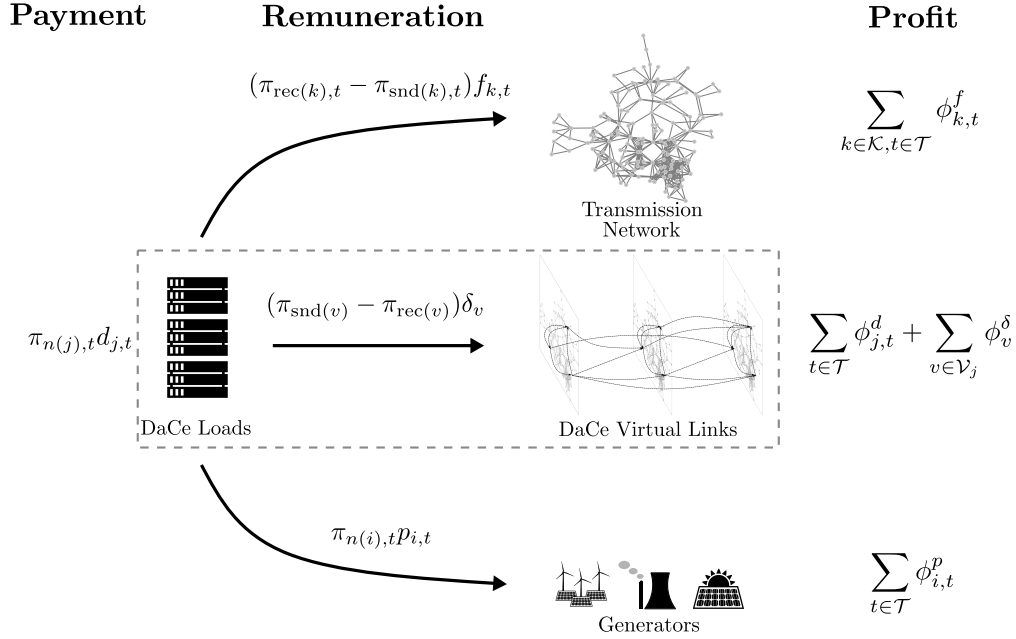 Payment Remuneration Profit
(π_{rec(k),t} − π_{snd(k),t})f_{k,t}
∑_{k∈𝒦,t∈𝒯} ϕ^f_{k,t}
Transmission
Network
π_{n(j),t}d_{j,t}
(π_{snd(v)} − π_{rec(v)})δ_v
∑_{t∈𝒯} ϕ^d_{j,t} + ∑_{v∈𝒱_j} ϕ^δ_v
DaCe Loads
DaCe Virtual Links
π_{n(i),t}p_{i,t}
∑_{t∈𝒯} ϕ^p_{i,t}
Generators